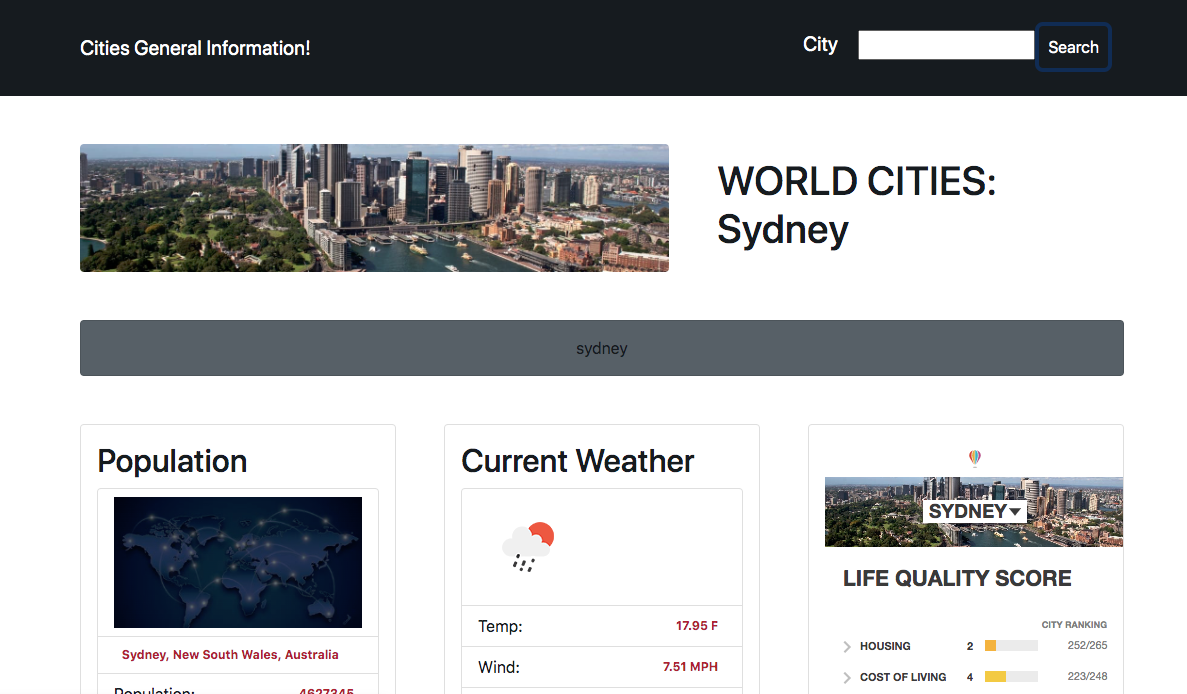 Cities General Information!
City
Search
WORLD CITIES:
Sydney
sydney
Population
Sydney, New South Wales, Australia
Population: 4627345
Current Weather
Temp: 17.95 F
Wind: 7.51 MPH
SYDNEY
LIFE QUALITY SCORE
CITY RANKING
HOUSING 2 252/265
COST OF LIVING 4 223/248